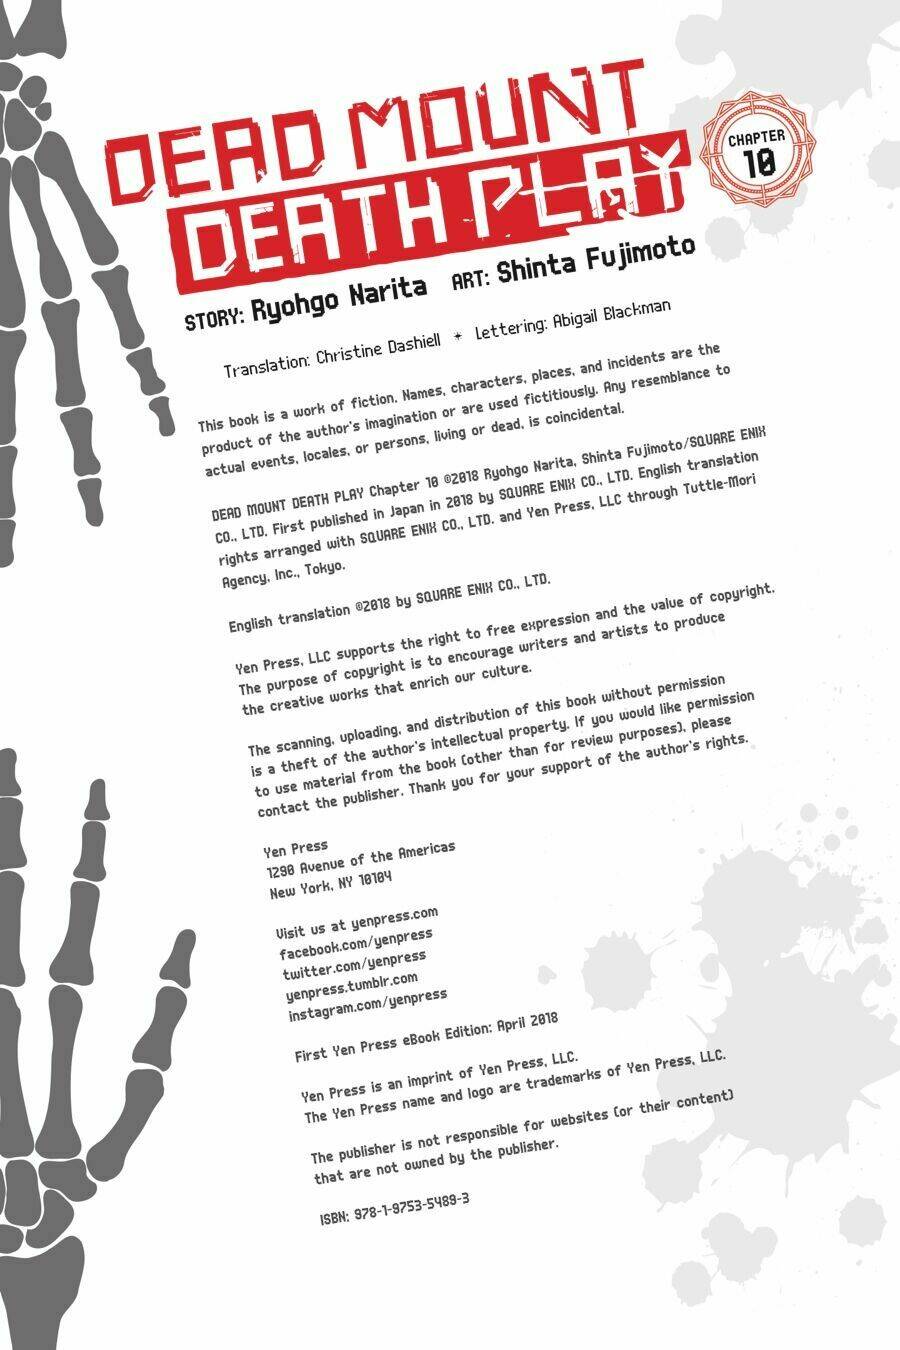 DEAD MOUNT
DEATH PLAY
CHAPTER
10
STORY: Ryohgo Narita ART: Shinta Fujimoto
Translation: Christine Dashiell ✦ Lettering: Abigail Blackman
This book is a work of fiction. Names, characters, places, and incidents are the
product of the author's imagination or are used fictitiously. Any resemblance to
actual events, locales, or persons, living or dead, is coincidental.
DEAD MOUNT DEATH PLAY Chapter 10 ©2018 Ryohgo Narita, Shinta Fujimoto/SQUARE ENIX
CO., LTD. First published in Japan in 2018 by SQUARE ENIX CO., LTD. English translation
rights arranged with SQUARE ENIX CO., LTD. and Yen Press, LLC through Tuttle-Mori
Agency, Inc., Tokyo.
English translation ©2018 by SQUARE ENIX CO., LTD.
Yen Press, LLC supports the right to free expression and the value of copyright.
The purpose of copyright is to encourage writers and artists to produce
the creative works that enrich our culture.
The scanning, uploading, and distribution of this book without permission
is a theft of the author's intellectual property. If you would like permission
to use material from the book (other than for review purposes), please
contact the publisher. Thank you for your support of the author's rights.
Yen Press
1290 Avenue of the Americas
New York, NY 10104
Visit us at yenpress.com
facebook.com/yenpress
twitter.com/yenpress
yenpress.tumblr.com
instagram.com/yenpress
First Yen Press eBook Edition: April 2018
Yen Press is an imprint of Yen Press, LLC.
The Yen Press name and logo are trademarks of Yen Press, LLC.
The publisher is not responsible for websites (or their content)
that are not owned by the publisher.
ISBN: 978-1-9753-5489-3